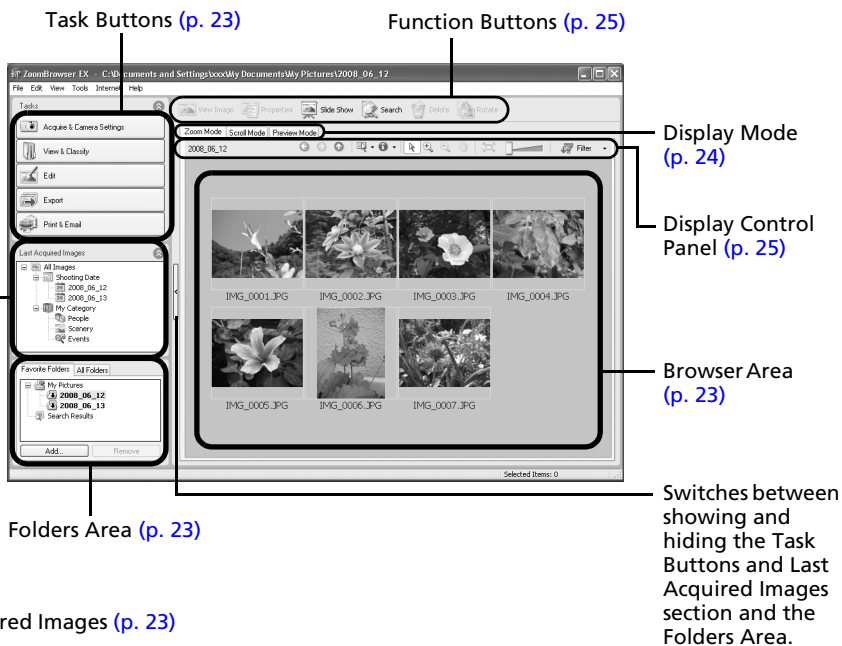 Task Buttons (p. 23)
Function Buttons (p. 25)
ZoomBrowser EX - C:\Documents and Settings\xxx\My Documents\My Pictures\2008_06_12
File Edit View Tools Internet Help
Tasks
View Image Properties Slide Show Search Delete Rotate
Acquire & Camera Settings
View & Classify
Edit
Export
Print & Email
Zoom Mode Scroll Mode Preview Mode
2008_06_12
Filter
Display Mode
(p. 24)
Display Control
Panel (p. 25)
Last Acquired Images
All Images
Shooting Date
2008_06_12
2008_06_13
My Category
People
Scenery
Events
IMG_0001.JPG IMG_0002.JPG IMG_0003.JPG IMG_0004.JPG
IMG_0005.JPG IMG_0006.JPG IMG_0007.JPG
Browser Area
(p. 23)
Favorite Folders All Folders
My Pictures
2008_06_12
2008_06_13
Search Results
Add... Remove
Selected Items: 0
Folders Area (p. 23)
Switches between
showing and
hiding the Task
Buttons and Last
Acquired Images
section and the
Folders Area.
red Images (p. 23)